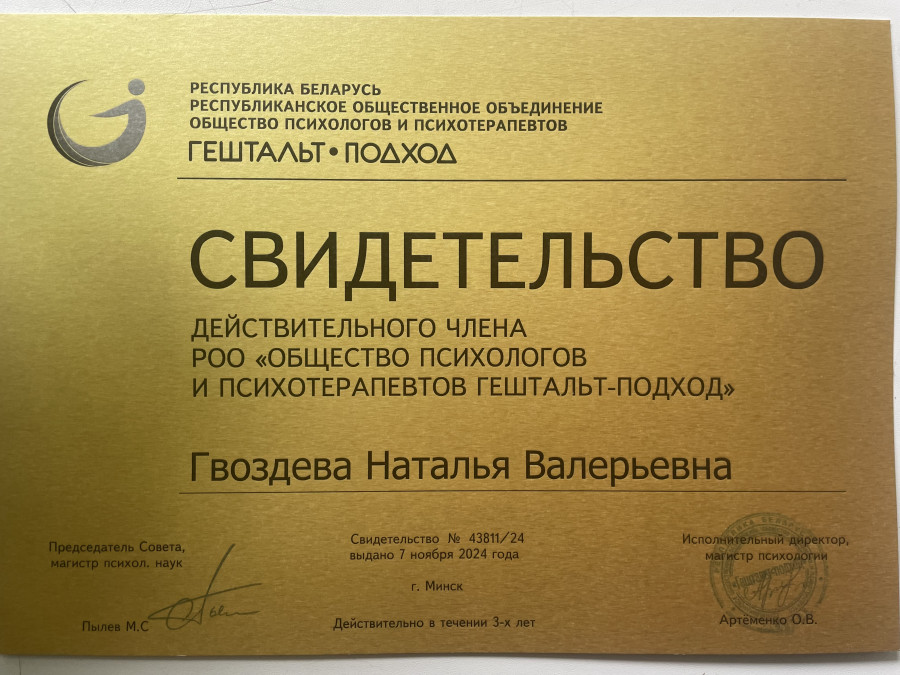 РЕСПУБЛИКА БЕЛАРУСЬ
РЕСПУБЛИКАНСКОЕ ОБЩЕСТВЕННОЕ ОБЪЕДИНЕНИЕ
ОБЩЕСТВО ПСИХОЛОГОВ И ПСИХОТЕРАПЕВТОВ
ГЕШТАЛЬТ•ПОДХОД
СВИДЕТЕЛЬСТВО
ДЕЙСТВИТЕЛЬНОГО ЧЛЕНА
РОО «ОБЩЕСТВО ПСИХОЛОГОВ
И ПСИХОТЕРАПЕВТОВ ГЕШТАЛЬТ-ПОДХОД»
Гвоздева Наталья Валерьевна
Председатель Совета,
магистр психол. наук
Пылев М.С
Свидетельство № 43811/24
выдано 7 ноября 2024 года
г. Минск
Действительно в течении 3-х лет
Исполнительный директор,
магистр психологии
Артёменко О.В.